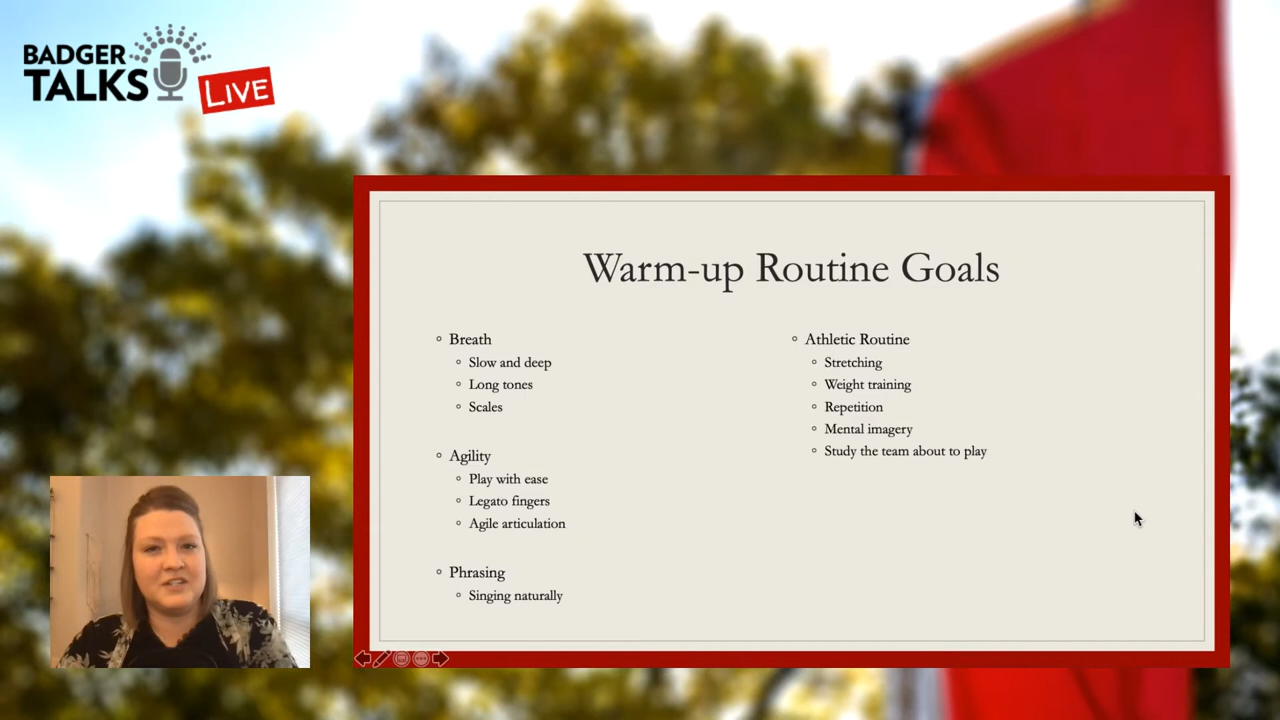 BADGER
TALKS
LIVE
Warm-up Routine Goals
Breath
Slow and deep
Long tones
Scales
Agility
Play with ease
Legato fingers
Agile articulation
Phrasing
Singing naturally
Athletic Routine
Stretching
Weight training
Repetition
Mental imagery
Study the team about to play